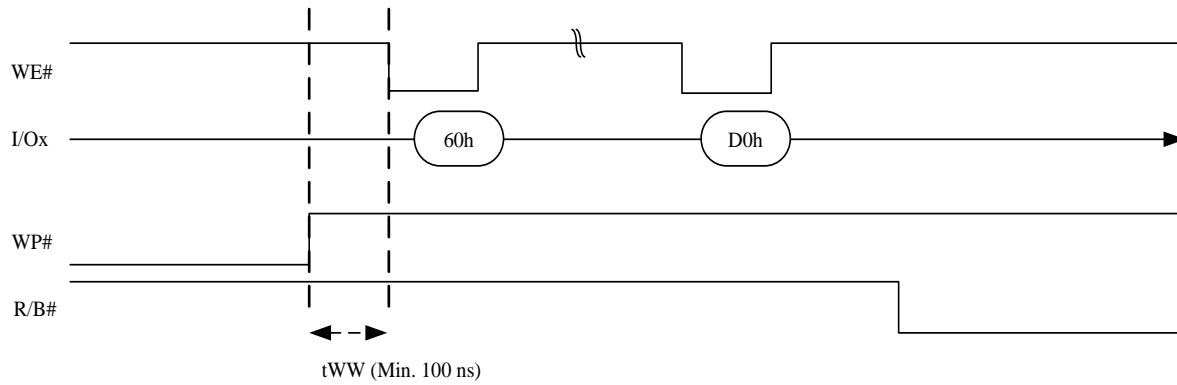 WE#
I/Ox
60h
D0h
WP#
R/B#
tWW (Min. 100 ns)